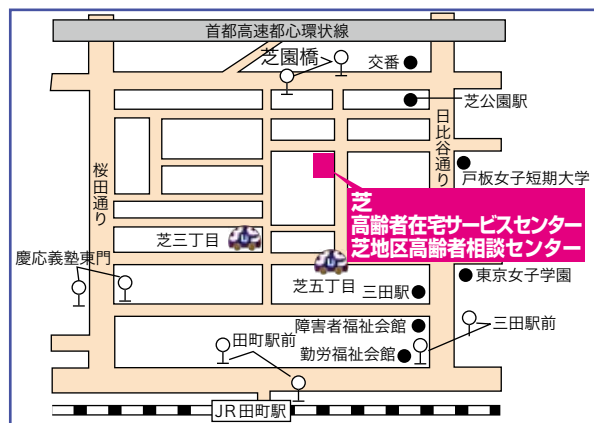 首都高速都心環状線
芝園橋
交番
芝公園駅
日比谷通り
桜田通り
戸板女子短期大学
芝
高齢者在宅サービスセンター
芝地区高齢者相談センター
芝三丁目
慶応義塾東門
芝五丁目
三田駅
東京女子学園
障害者福祉会館
三田駅前
田町駅前
勤労福祉会館
JR田町駅